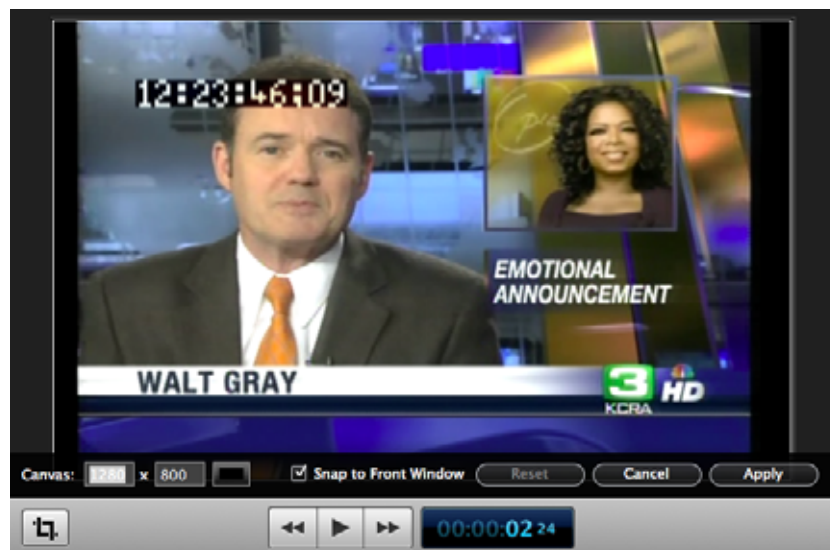 12:23:46:09
EMOTIONAL
ANNOUNCEMENT
WALT GRAY
3
HD
KCRA
Canvas: 1280 x 800 Snap to Front Window Reset Cancel Apply
00:00:02 24